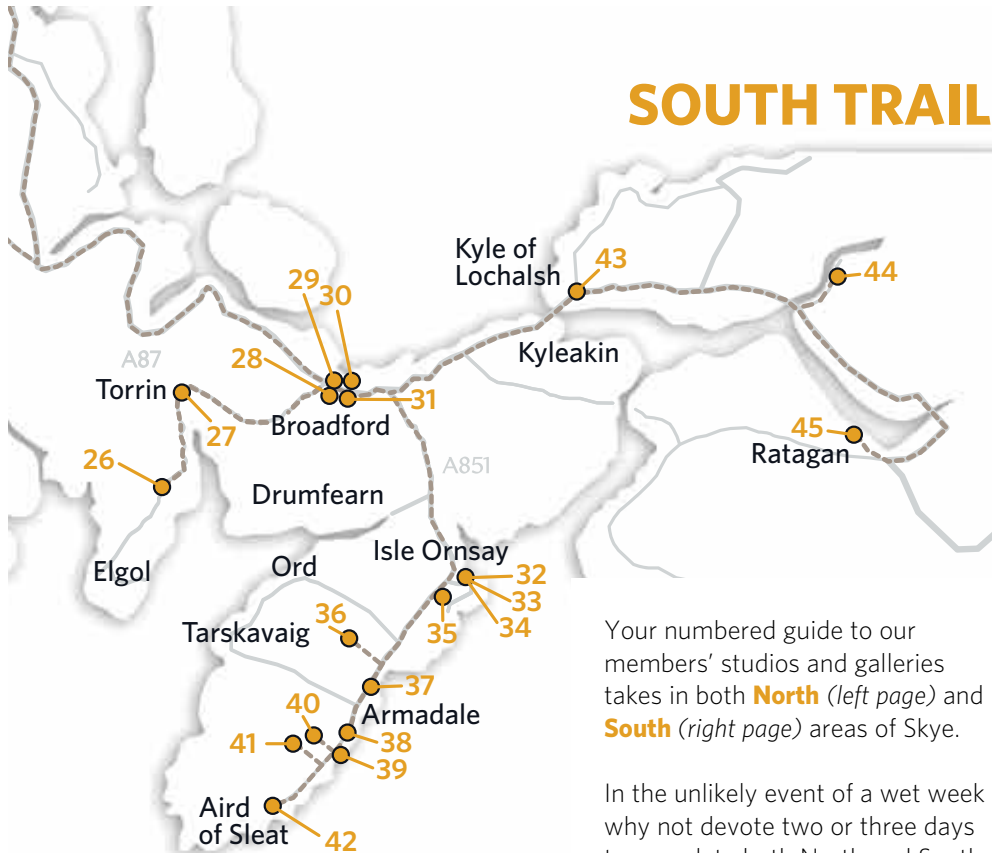 SOUTH TRAIL
Kyle of
Lochalsh
43
44
29
30
Kyleakin
A87
28
Torrin
31
Broadford
27
45
Ratagan
26
A851
Drumfearn
Isle Ornsay
Elgol
Ord
32
33
34
36
35
Tarskavaig
37
40
Armadale
41
38
39
Aird
of Sleat
42
Your numbered guide to our
members' studios and galleries
takes in both North (left page) and
South (right page) areas of Skye.
In the unlikely event of a wet week
why not devote two or three days